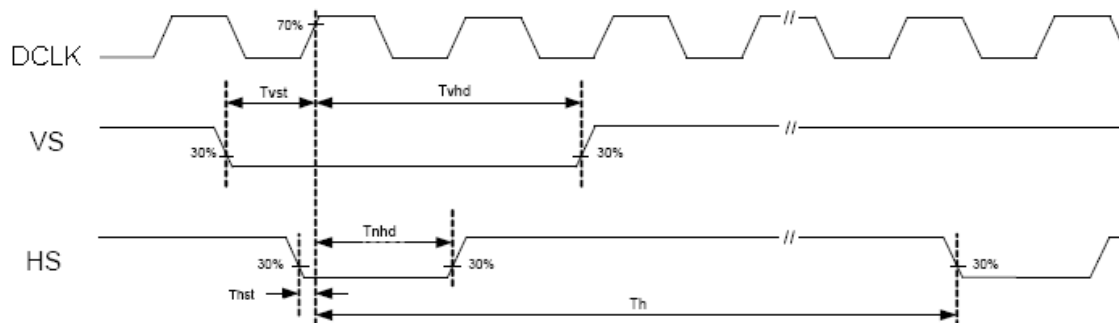 DCLK
70%
//
Tvst
Tvhd
VS
30%
30%
//
HS
Tnhd
30%
30%
//
30%
Thst
Th